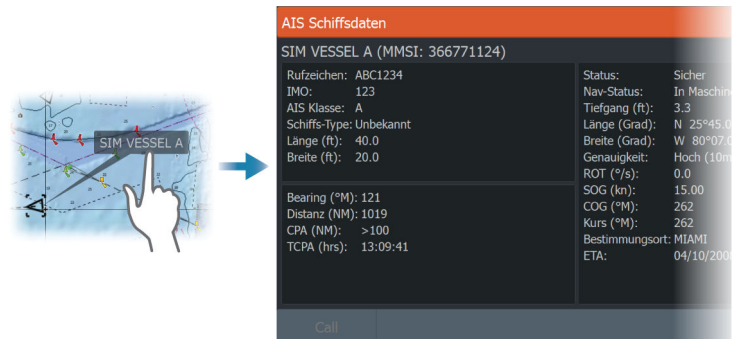 SIM VESSEL A
AIS Schiffsdaten
SIM VESSEL A (MMSI: 366771124)
Rufzeichen: ABC1234
IMO: 123
AIS Klasse: A
Schiffs-Type: Unbekannt
Länge (ft): 40.0
Breite (ft): 20.0
Bearing (°M): 121
Distanz (NM): 1019
CPA (NM): >100
TCPA (hrs): 13:09:41
Status: Sicher
Nav-Status: In Maschin
Tiefgang (ft): 3.3
Länge (Grad): N 25°45.0
Breite (Grad): W 80°07.0
Genauigkeit: Hoch (10m
ROT (°/s): 0.0
SOG (kn): 15.00
COG (°M): 262
Kurs (°M): 262
Bestimmungsort: MIAMI
ETA: 04/10/200
Call